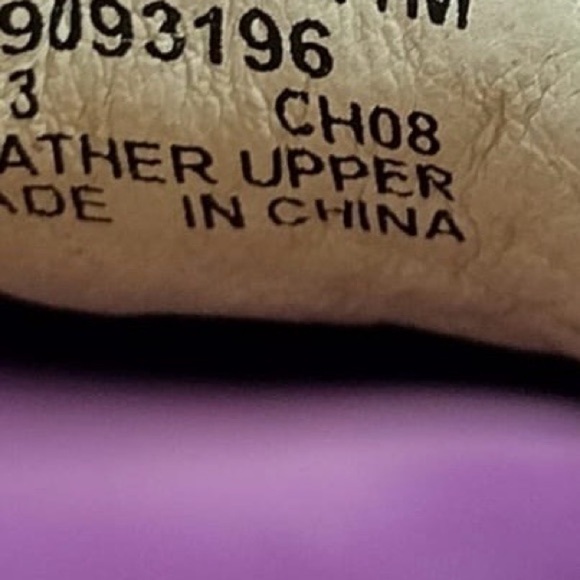 9093196
3 CH08
ATHER UPPER
ADE IN CHINA